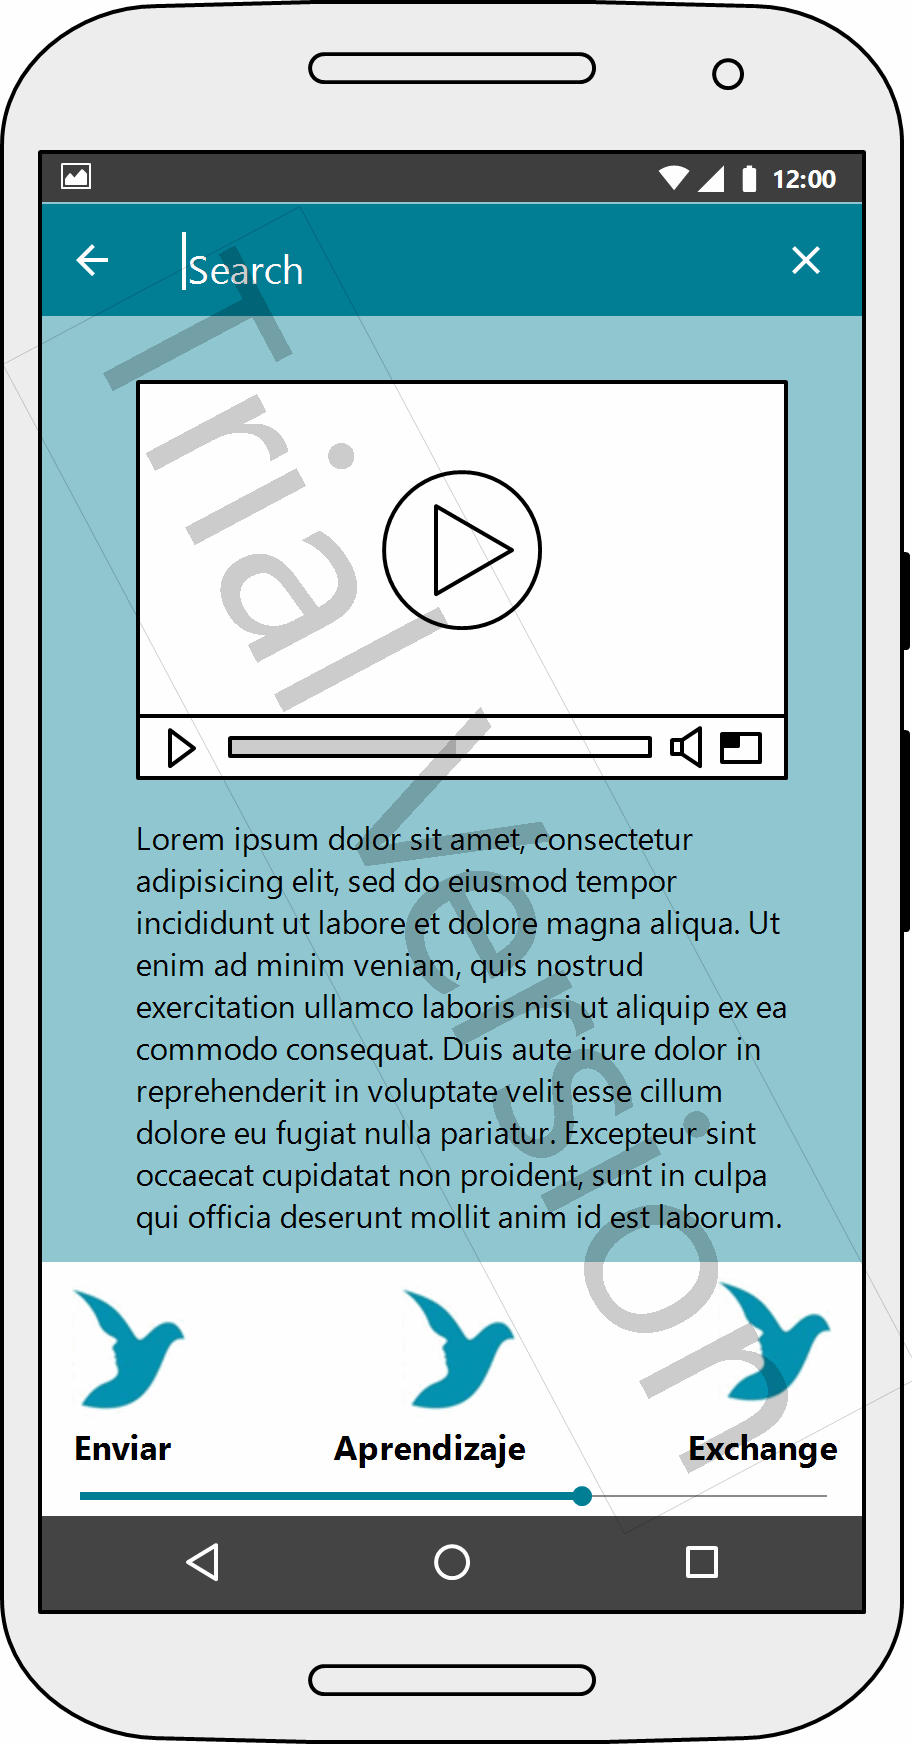 12:00
Search
Lorem ipsum dolor sit amet, consectetur
adipisicing elit, sed do eiusmod tempor
incididunt ut labore et dolore magna aliqua. Ut
enim ad minim veniam, quis nostrud
exercitation ullamco laboris nisi ut aliquip ex ea
commodo consequat. Duis aute irure dolor in
reprehenderit in voluptate velit esse cillum
dolore eu fugiat nulla pariatur. Excepteur sint
occaecat cupidatat non proident, sunt in culpa
qui officia deserunt mollit anim id est laborum.
Enviar Aprendizaje Exchange
Trial Version